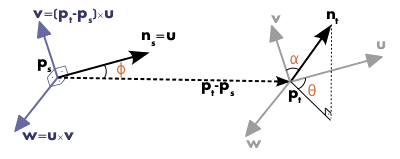 v=(pₜ-pₛ)×u
nₛ=u
pₛ
ϕ
pₜ-pₛ
w=u×v
v
nₜ
u
α
θ
pₜ
w